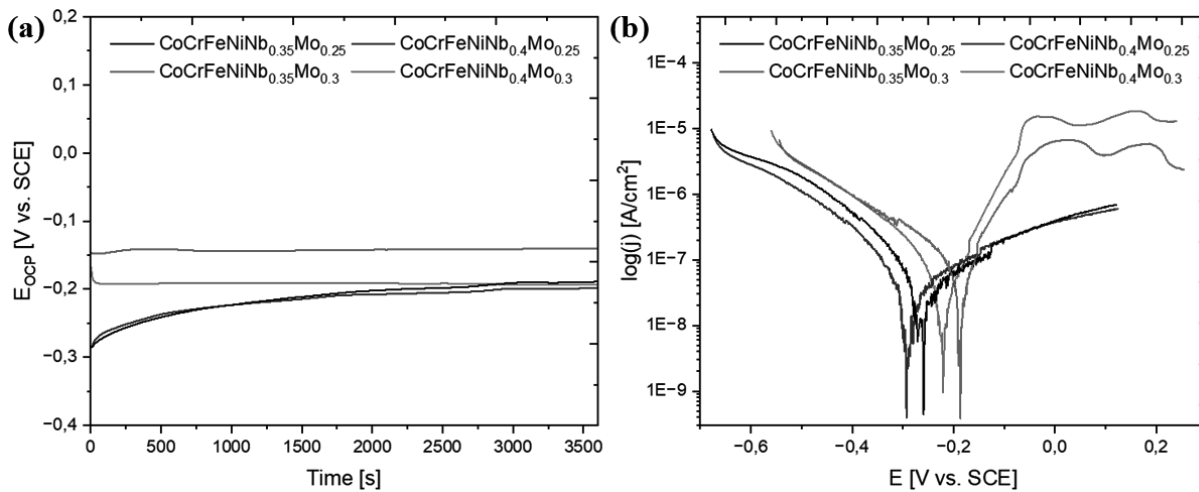 (a)
CoCrFeNiNb0.35Mo0.25
CoCrFeNiNb0.4Mo0.25
CoCrFeNiNb0.35Mo0.3
CoCrFeNiNb0.4Mo0.3
EOCP [V vs. SCE]
0,2
0,1
0,0
−0,1
−0,2
−0,3
−0,4
0 500 1000 1500 2000 2500 3000 3500
Time [s]
(b)
CoCrFeNiNb0.35Mo0.25
CoCrFeNiNb0.4Mo0.25
CoCrFeNiNb0.35Mo0.3
CoCrFeNiNb0.4Mo0.3
log(j) [A/cm²]
1E−4
1E−5
1E−6
1E−7
1E−8
1E−9
−0,6 −0,4 −0,2 0,0 0,2
E [V vs. SCE]